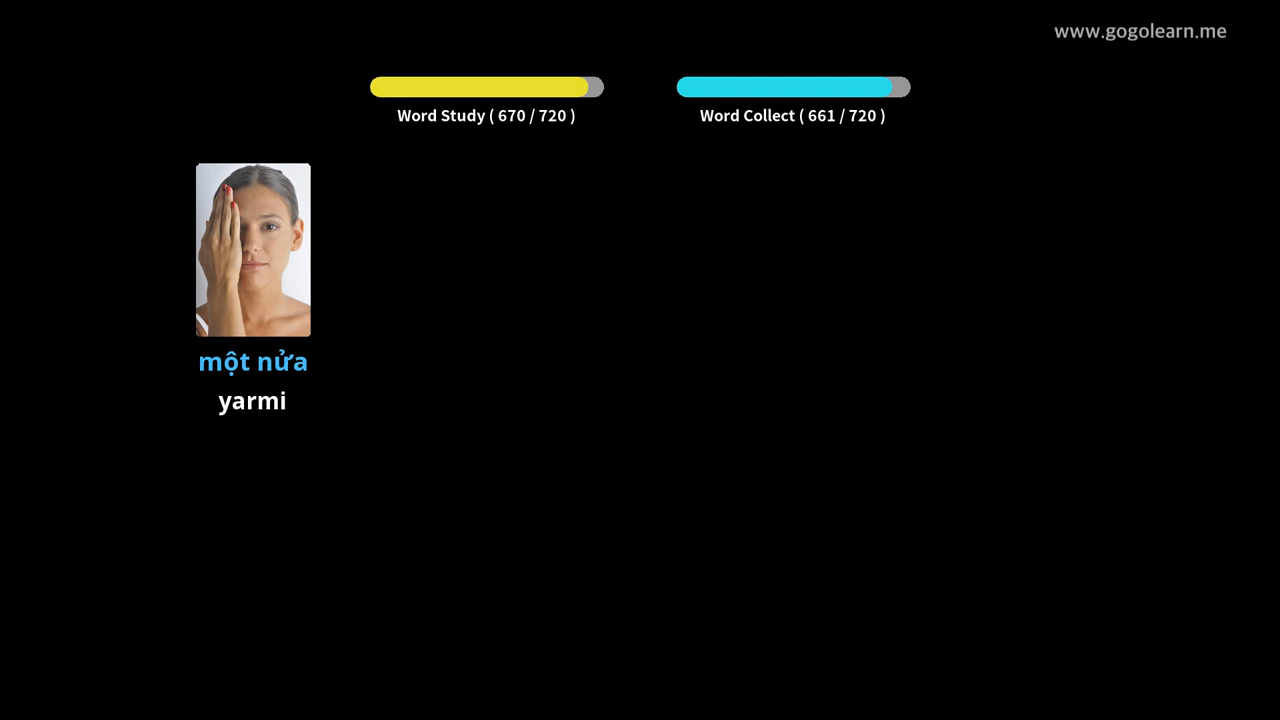 www.gogolearn.me
Word Study ( 670 / 720 )
Word Collect ( 661 / 720 )
một nửa
yarmi